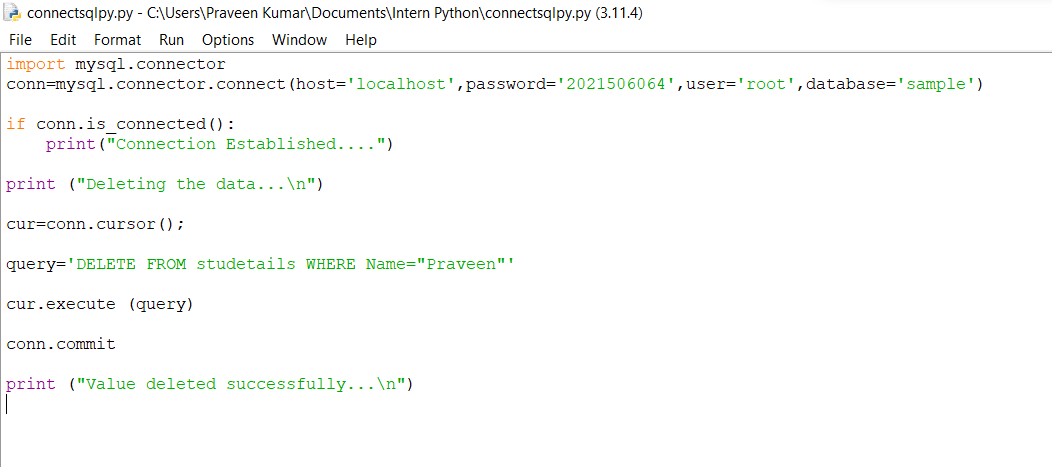 connectsqlpy.py - C:\Users\Praveen Kumar\Documents\Intern Python\connectsqlpy.py (3.11.4)
File Edit Format Run Options Window Help
import mysql.connector
conn=mysql.connector.connect(host='localhost',password='2021506064',user='root',database='sample')
if conn.is_connected():
    print("Connection Established....")
print ("Deleting the data...\n")
cur=conn.cursor();
query='DELETE FROM studetails WHERE Name="Praveen"'
cur.execute (query)
conn.commit
print ("Value deleted successfully...\n")